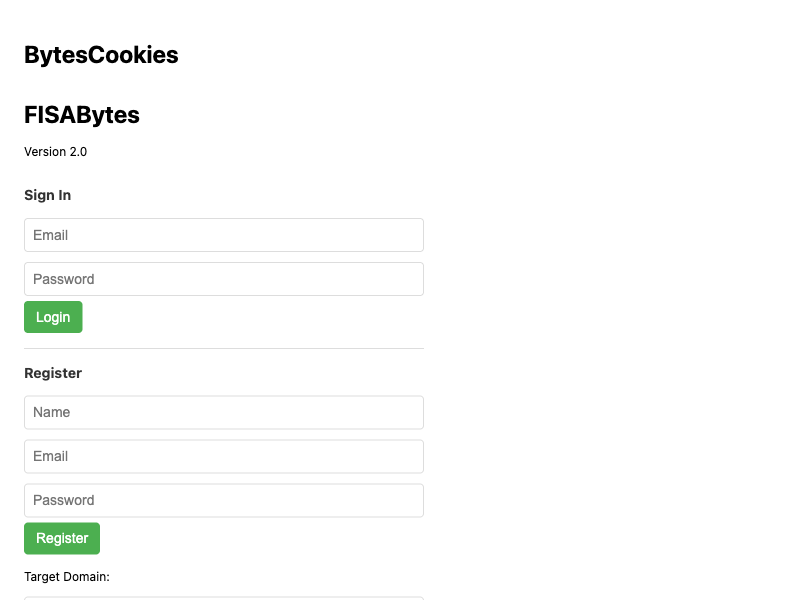 BytesCookies
FISABytes
Version 2.0
Sign In
Email
Password
Login
Register
Name
Email
Password
Register
Target Domain: